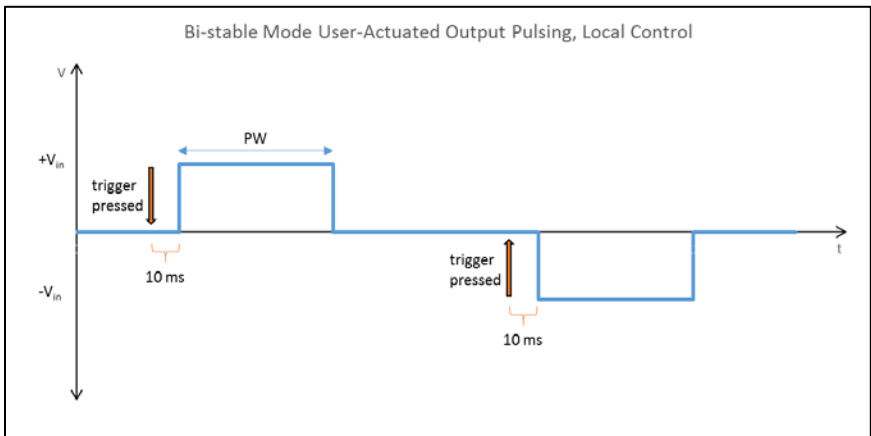 Bi-stable Mode User-Actuated Output Pulsing, Local Control
V
PW
+Vin
trigger
pressed
10 ms
t
trigger
pressed
-Vin
10 ms